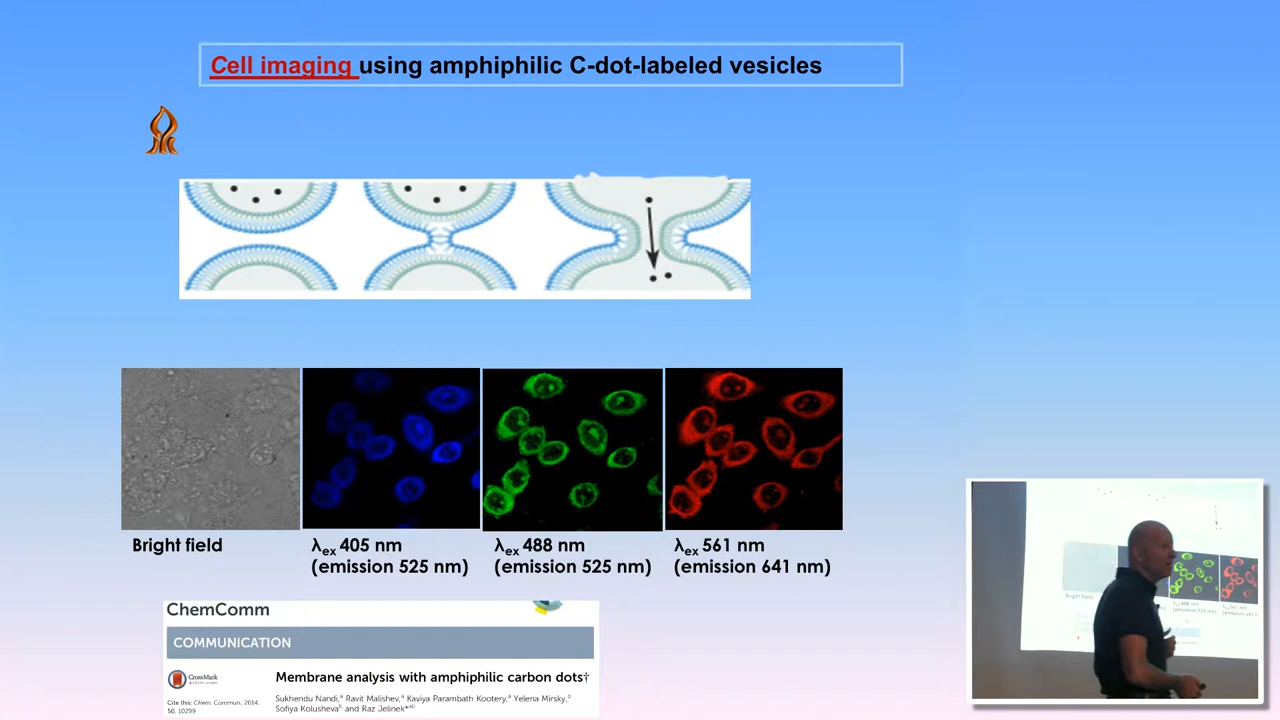 Cell imaging using amphiphilic C-dot-labeled vesicles
Bright field
λex 405 nm
(emission 525 nm)
λex 488 nm
(emission 525 nm)
λex 561 nm
(emission 641 nm)
ChemComm
COMMUNICATION
CrossMark
Membrane analysis with amphiphilic carbon dots†
Cite this: Chem. Commun., 2014,
50, 10299
Sukhendu Nandi,ᵃ Ravit Malishev,ᵃ Kaviya Parambath Kootery,ᵃ Yelena Mirsky,ᵇ
Sofiya Kolushevaᵇ and Raz Jelinek*ᵃᵇ
Bright field